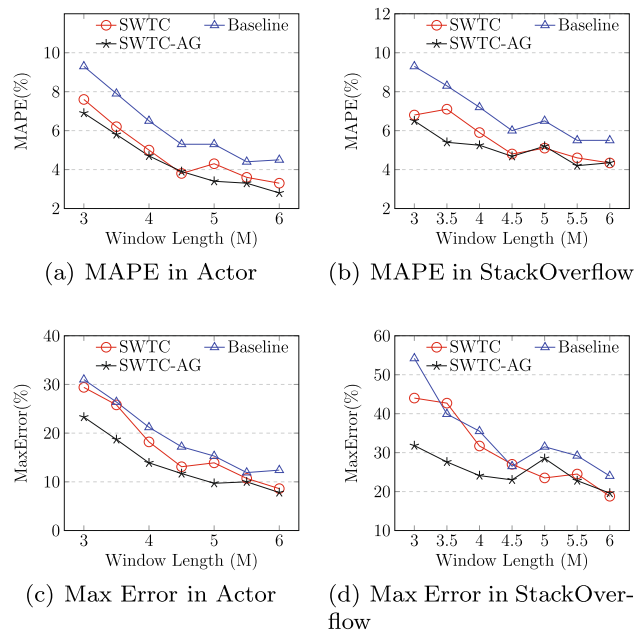 SWTC Baseline
SWTC-AG
MAPE(%)
12
10
8
6
4
2
3 4 5 6
Window Length (M)
(a) MAPE in Actor
SWTC Baseline
SWTC-AG
MAPE(%)
12
10
8
6
4
2
3 3.5 4 4.5 5 5.5 6
Window Length (M)
(b) MAPE in StackOverflow
SWTC Baseline
SWTC-AG
MaxError(%)
40
30
20
10
0
3 4 5 6
Window Length (M)
(c) Max Error in Actor
SWTC Baseline
SWTC-AG
MaxError(%)
60
50
40
30
20
10
3 3.5 4 4.5 5 5.5 6
Window Length (M)
(d) Max Error in StackOver-
flow